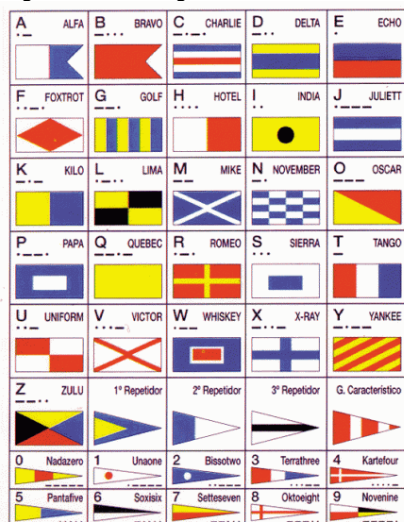 A ALFA B BRAVO C CHARLIE D DELTA E ECHO
F FOXTROT G GOLF H HOTEL I INDIA J JULIETT
K KILO L LIMA M MIKE N NOVEMBER O OSCAR
P PAPA Q QUEBEC R ROMEO S SIERRA T TANGO
U UNIFORM V VICTOR W WHISKEY X X-RAY Y YANKEE
Z ZULU 1º Repetidor 2º Repetidor 3º Repetidor G. Característico
0 Nadazero 1 Unaone 2 Bissotwo 3 Terrathree 4 Kartefour
5 Pantafive 6 Soxisix 7 Setteseven 8 Oktoeight 9 Novenine